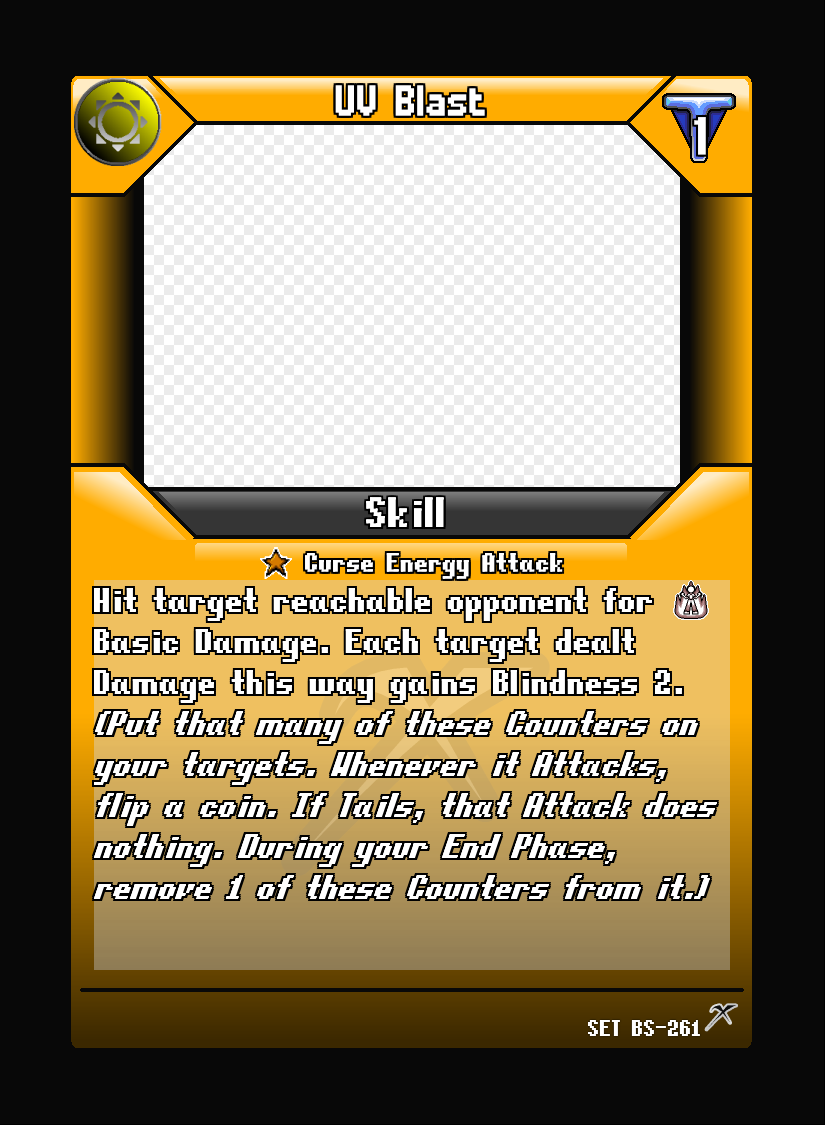 UV Blast
1
Skill
Curse Energy Attack
Hit target reachable opponent for
Basic Damage. Each target dealt
Damage this way gains Blindness 2.
(Put that many of these Counters on
your targets. Whenever it Attacks,
flip a coin. If Tails, that Attack does
nothing. During your End Phase,
remove 1 of these Counters from it.)
SET BS-261